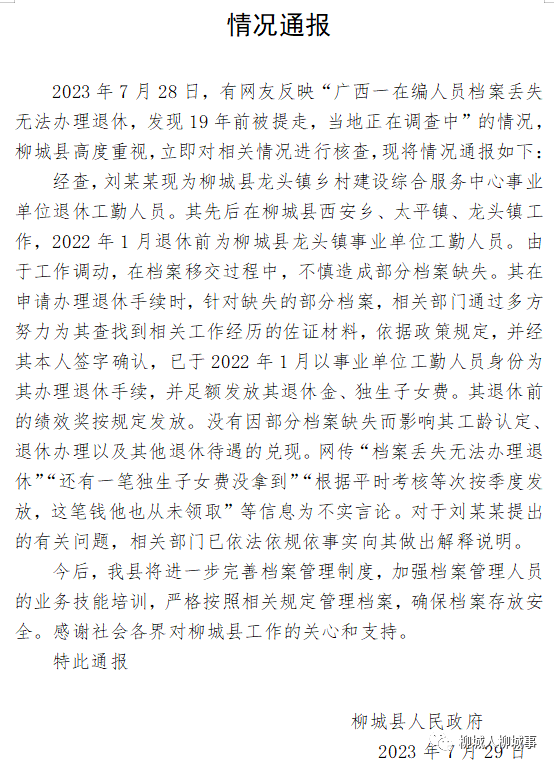 情况通报
2023年7月28日，有网友反映“广西一在编人员档案丢失
无法办理退休，发现19年前被提走，当地正在调查中”的情况，
柳城县高度重视，立即对相关情况进行核查，现将情况通报如下：
经查，刘某某现为柳城县龙头镇乡村建设综合服务中心事业
单位退休工勤人员。其先后在柳城县西安乡、太平镇、龙头镇工
作，2022年1月退休前为柳城县龙头镇事业单位工勤人员。由
于工作调动，在档案移交过程中，不慎造成部分档案缺失。其在
申请办理退休手续时，针对缺失的部分档案，相关部门通过多方
努力为其查找到相关工作经历的佐证材料，依据政策规定，并经
其本人签字确认，已于2022年1月以事业单位工勤人员身份为
其办理退休手续，并足额发放其退休金、独生子女费。其退休前
的绩效奖按规定发放。没有因部分档案缺失而影响其工龄认定、
退休办理以及其他退休待遇的兑现。网传“档案丢失无法办理退
休”“还有一笔独生子女费没拿到”“根据平时考核等次按季度发
放，这笔钱他也从未领取”等信息为不实言论。对于刘某某提出
的有关问题，相关部门已依法依规依事实向其做出解释说明。
今后，我县将进一步完善档案管理制度，加强档案管理人员
的业务技能培训，严格按照相关规定管理档案，确保档案存放安
全。感谢社会各界对柳城县工作的关心和支持。
特此通报
柳城县人民政府
柳城人柳城事
2023年7月29日